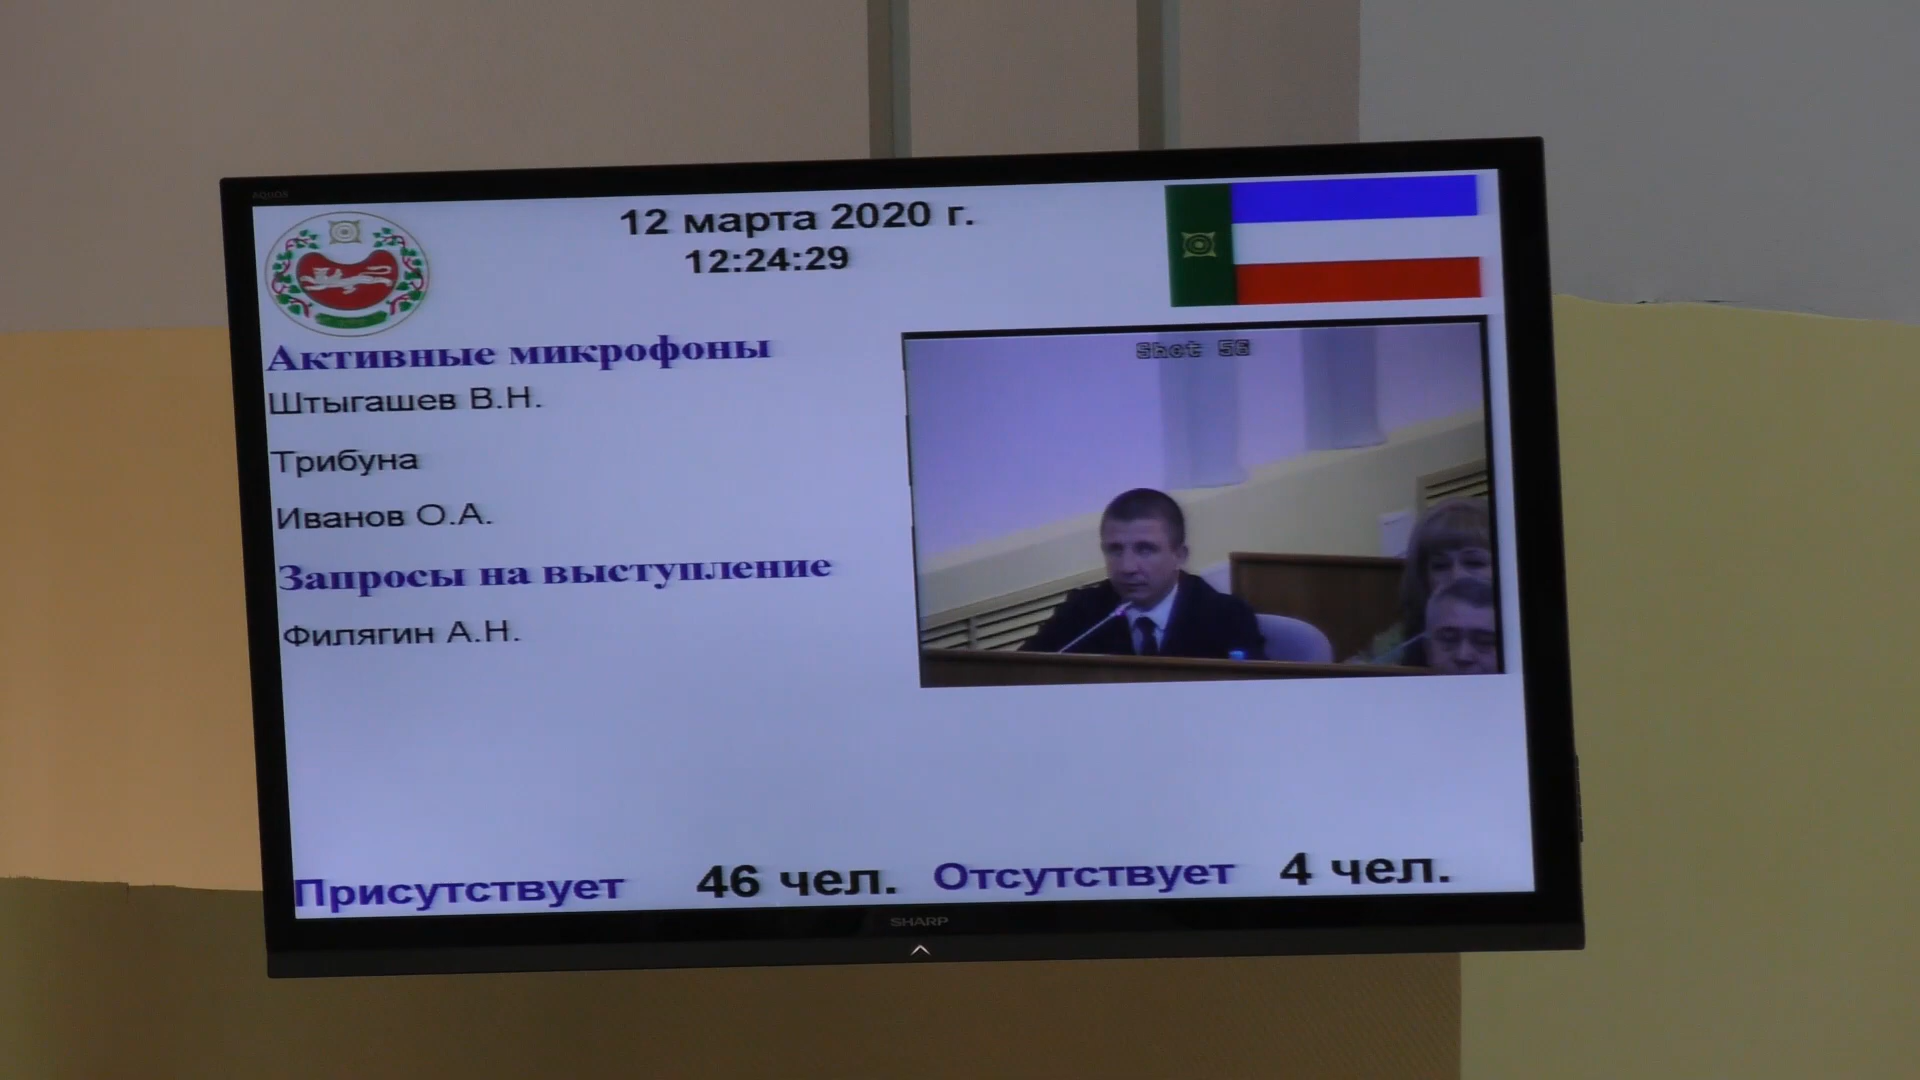 AQUOS
12 марта 2020 г.
12:24:29
Активные микрофоны
Shot 56
Штыгашев В.Н.
Трибуна
Иванов О.А.
Запросы на выступление
Филягин А.Н.
Присутствует 46 чел. Отсутствует 4 чел.
SHARP